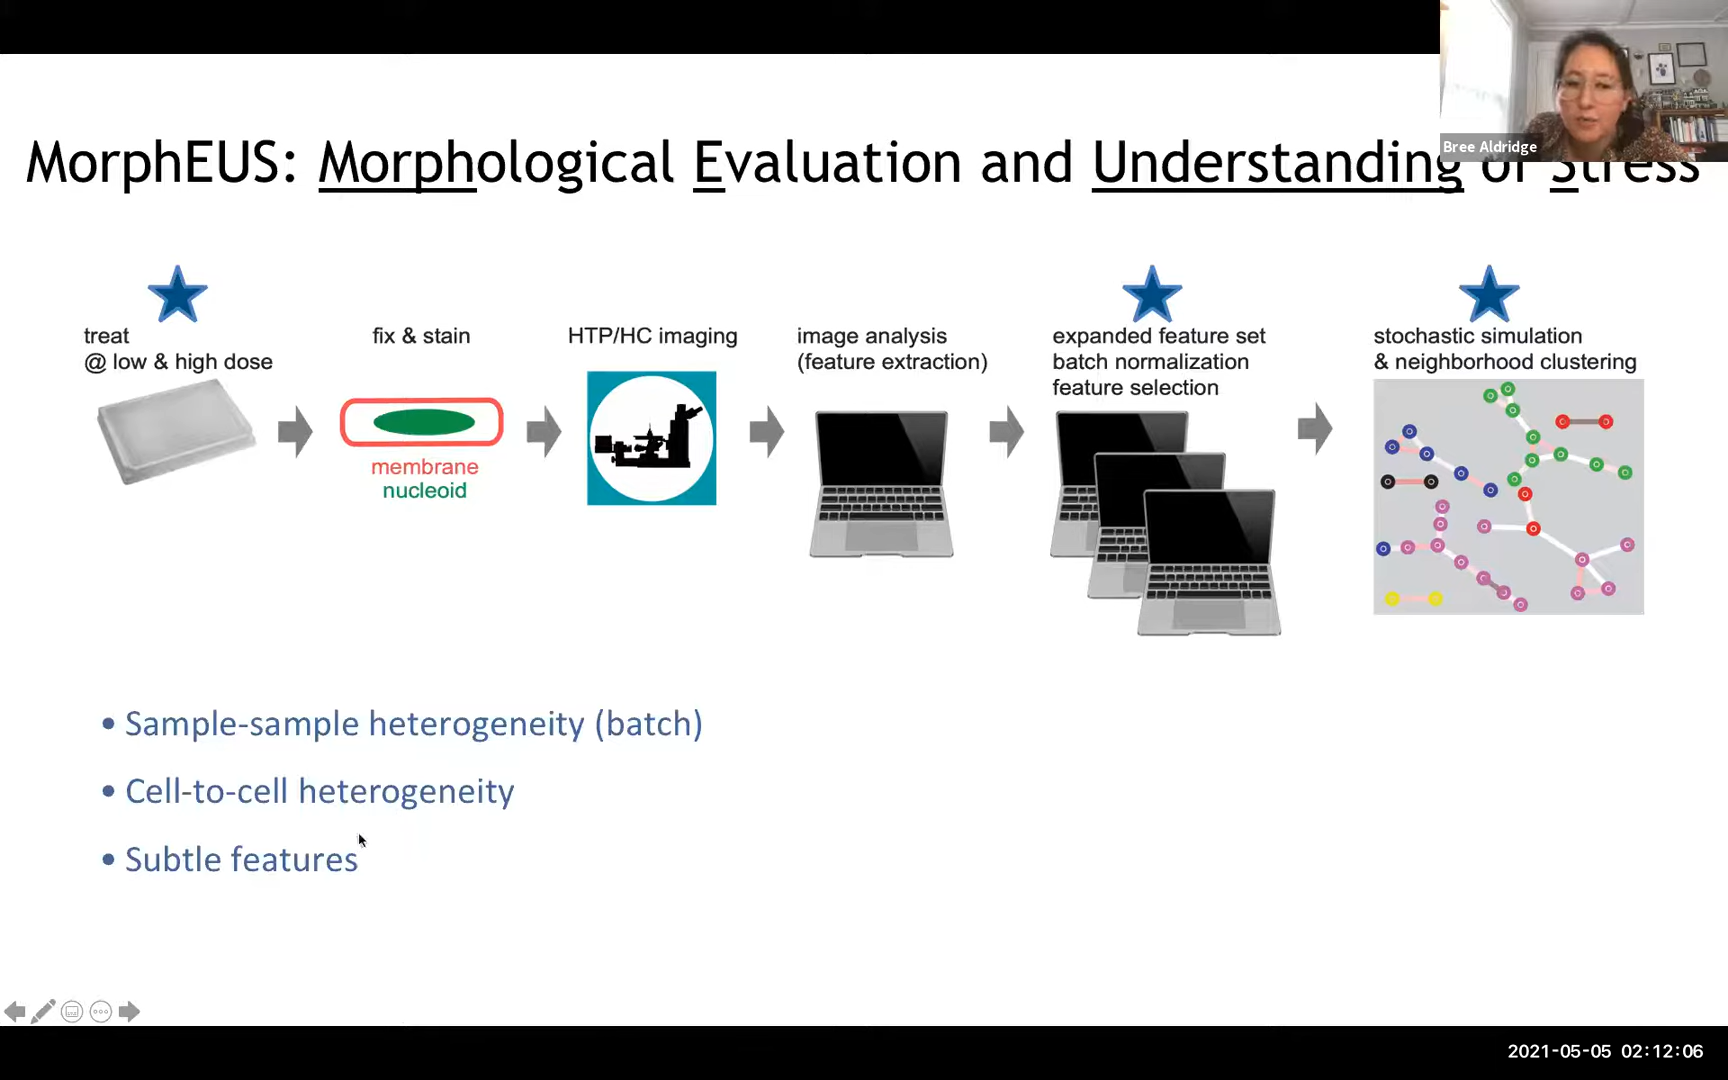 Bree Aldridge
MorphEUS: Morphological Evaluation and Understanding of Stress
treat
@ low & high dose
fix & stain
membrane
nucleoid
HTP/HC imaging
image analysis
(feature extraction)
expanded feature set
batch normalization
feature selection
stochastic simulation
& neighborhood clustering
• Sample-sample heterogeneity (batch)
• Cell-to-cell heterogeneity
• Subtle features
2021-05-05 02:12:06